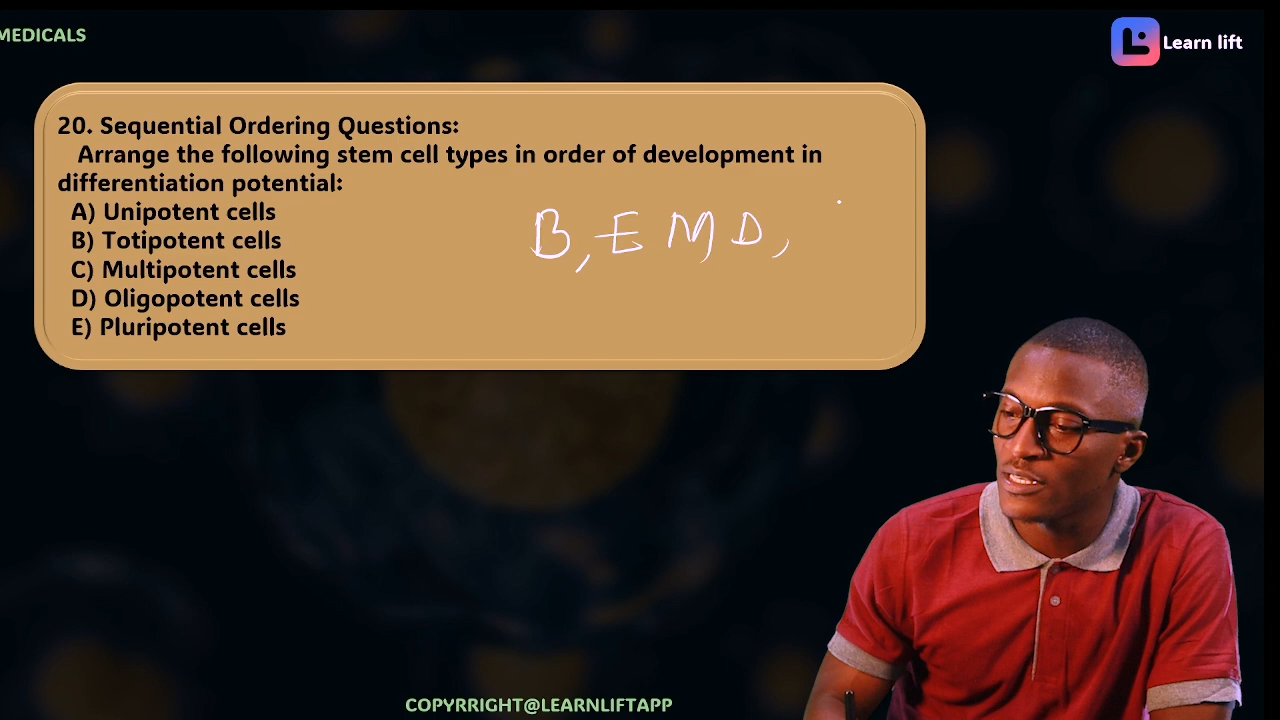 MEDICALS
Learn lift
20. Sequential Ordering Questions:
Arrange the following stem cell types in order of development in
differentiation potential:
A) Unipotent cells
B) Totipotent cells
C) Multipotent cells
D) Oligopotent cells
E) Pluripotent cells
B, E M, D,
COPYRRIGHT@LEARNLIFTAPP